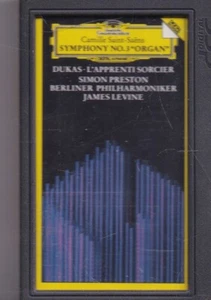 Camille Saint-Saëns
SYMPHONY NO.3 "ORGAN"
DUKAS · L'APPRENTI SORCIER
SIMON PRESTON
BERLINER PHILHARMONIKER
JAMES LEVINE